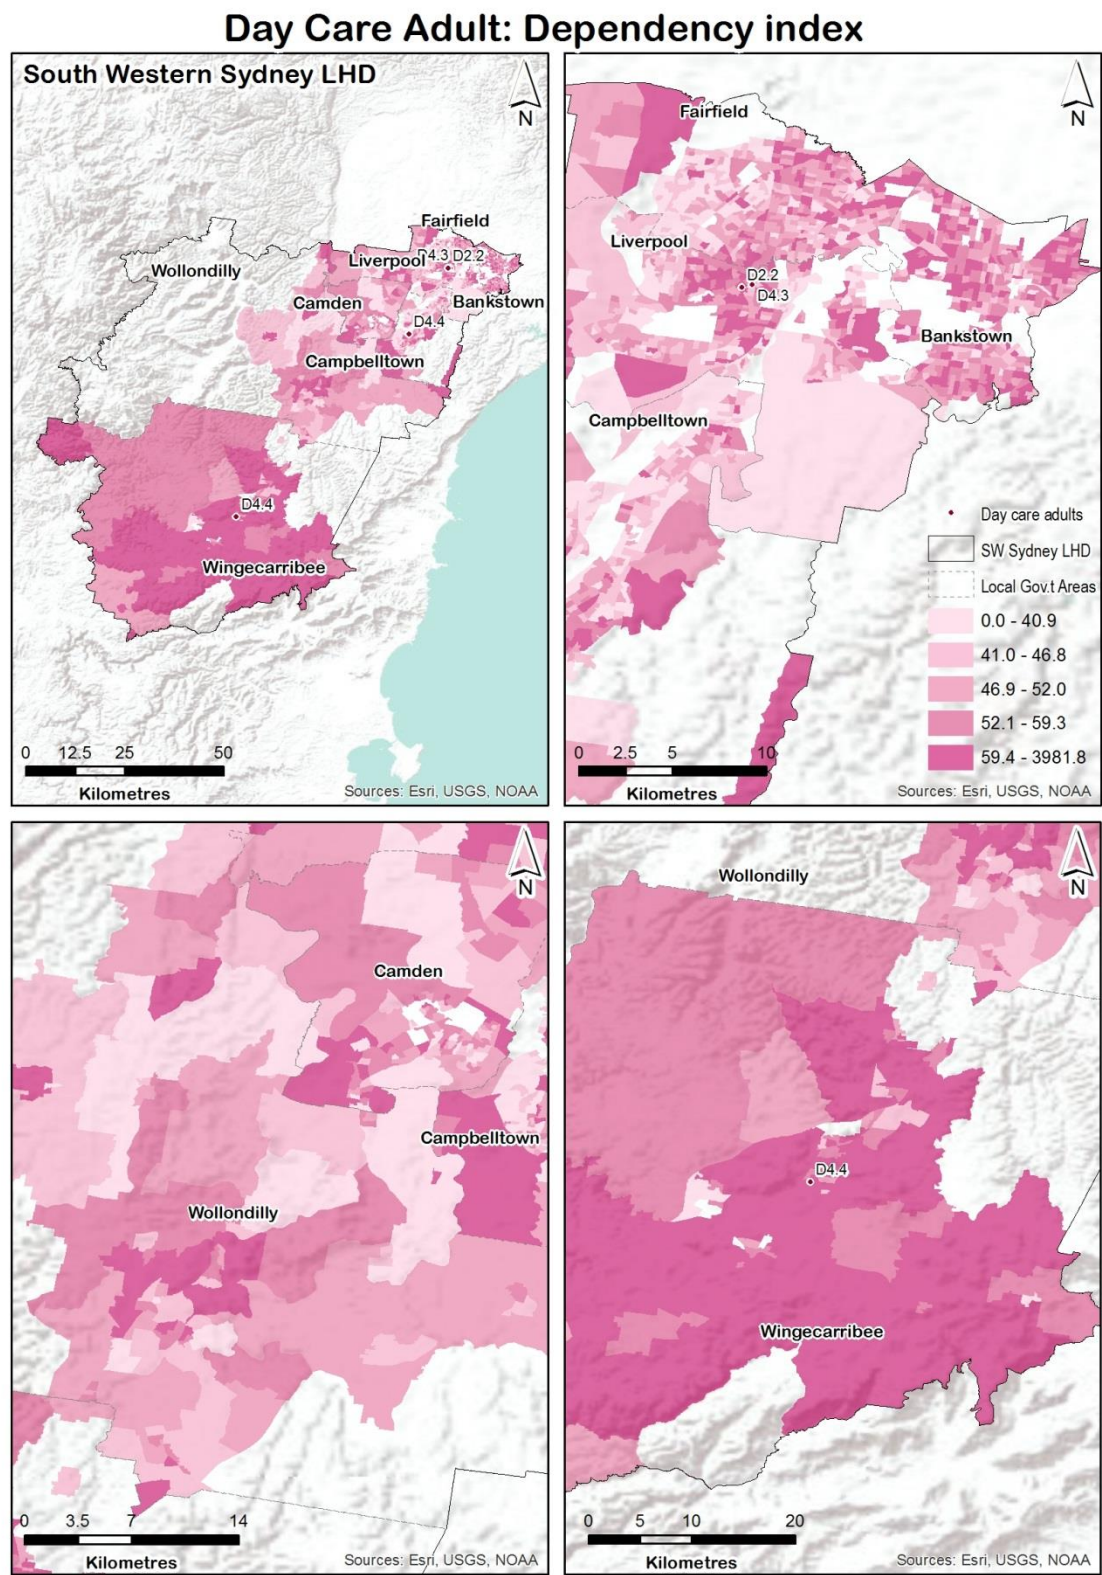 Day Care Adult: Dependency index
South Western Sydney LHD
N
Fairfield
Wollondilly
Liverpool
D4.3
D2.2
Camden
Bankstown
D4.4
Campbelltown
D4.4
Wingecarribee
0 12.5 25 50
Kilometres
Sources: Esri, USGS, NOAA
N
Fairfield
Liverpool
D2.2
D4.3
Bankstown
Campbelltown
Day care adults
SW Sydney LHD
Local Gov.t Areas
0.0 - 40.9
41.0 - 46.8
46.9 - 52.0
52.1 - 59.3
59.4 - 3981.8
0 2.5 5 10
Kilometres
Sources: Esri, USGS, NOAA
N
Camden
Campbelltown
Wollondilly
0 3.5 7 14
Kilometres
Sources: Esri, USGS, NOAA
N
Wollondilly
D4.4
Wingecarribee
0 5 10 20
Kilometres
Sources: Esri, USGS, NOAA